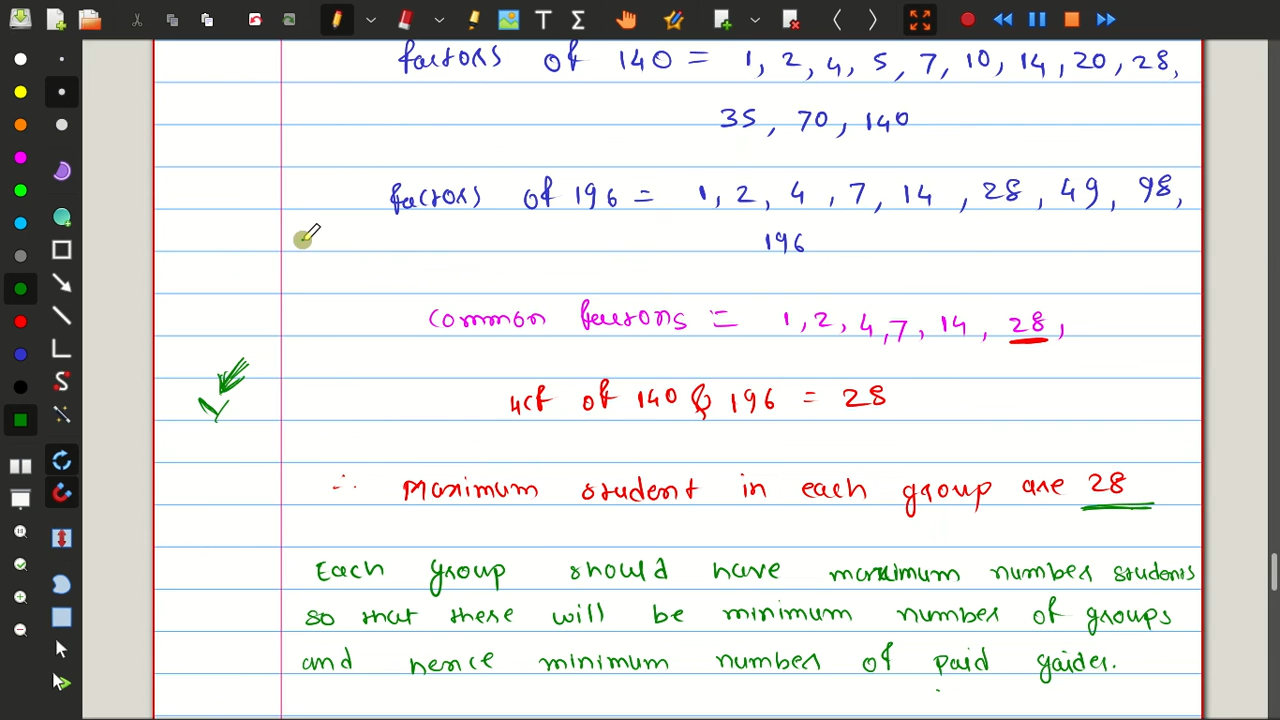 factors of 140 = 1, 2, 4, 5, 7, 10, 14, 20, 28,
35, 70, 140
factors of 196 = 1, 2, 4, 7, 14, 28, 49, 98,
196
Common factors = 1, 2, 4, 7, 14, 28,
HCF of 140 & 196 = 28
∴ Maximum student in each group are 28
Each group should have maximum number students
so that there will be minimum number of groups
and hence minimum number of paid guides.